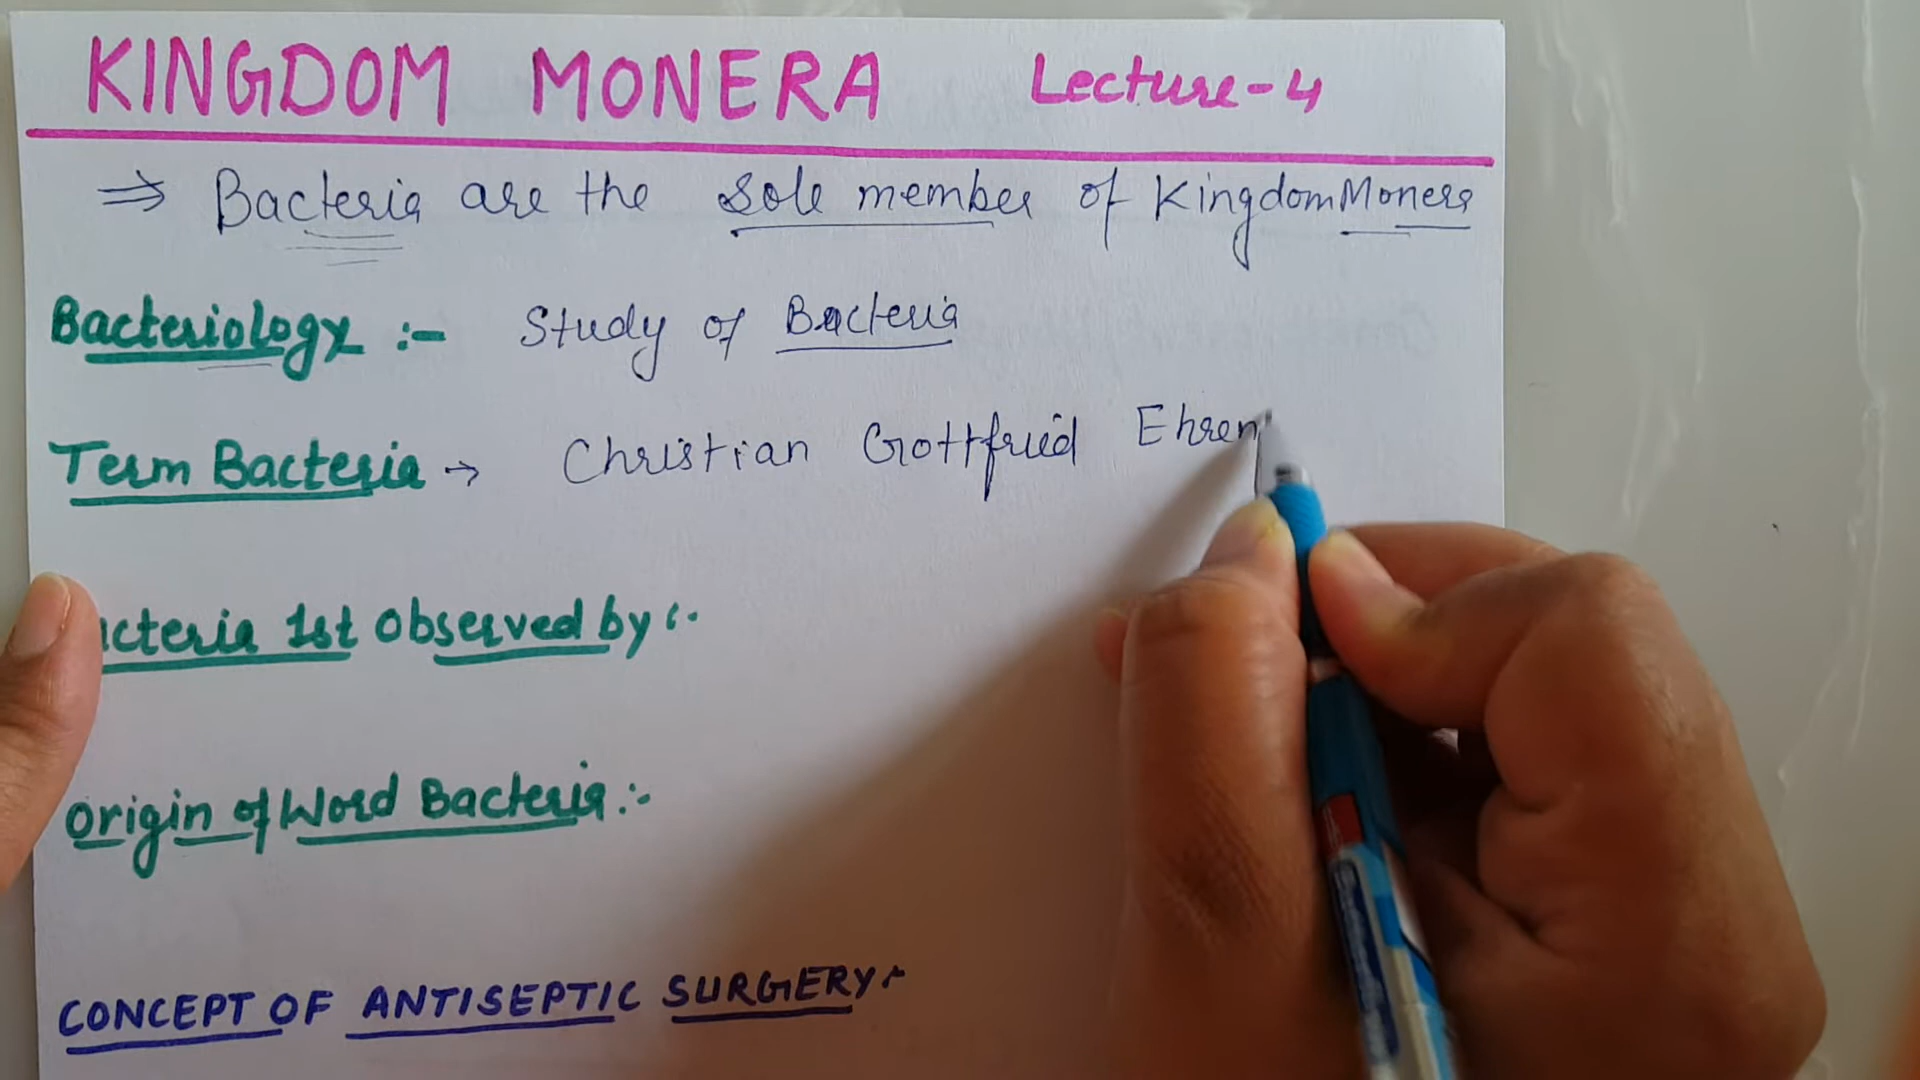 KINGDOM MONERA Lecture-4
⇒ Bacteria are the sole member of Kingdom Monera
Bacteriology :- Study of Bacteria
Term Bacteria → Christian Gottfried Ehren
acteria 1st Observed by :-
Origin of Word Bacteria :-
CONCEPT OF ANTISEPTIC SURGERY :-